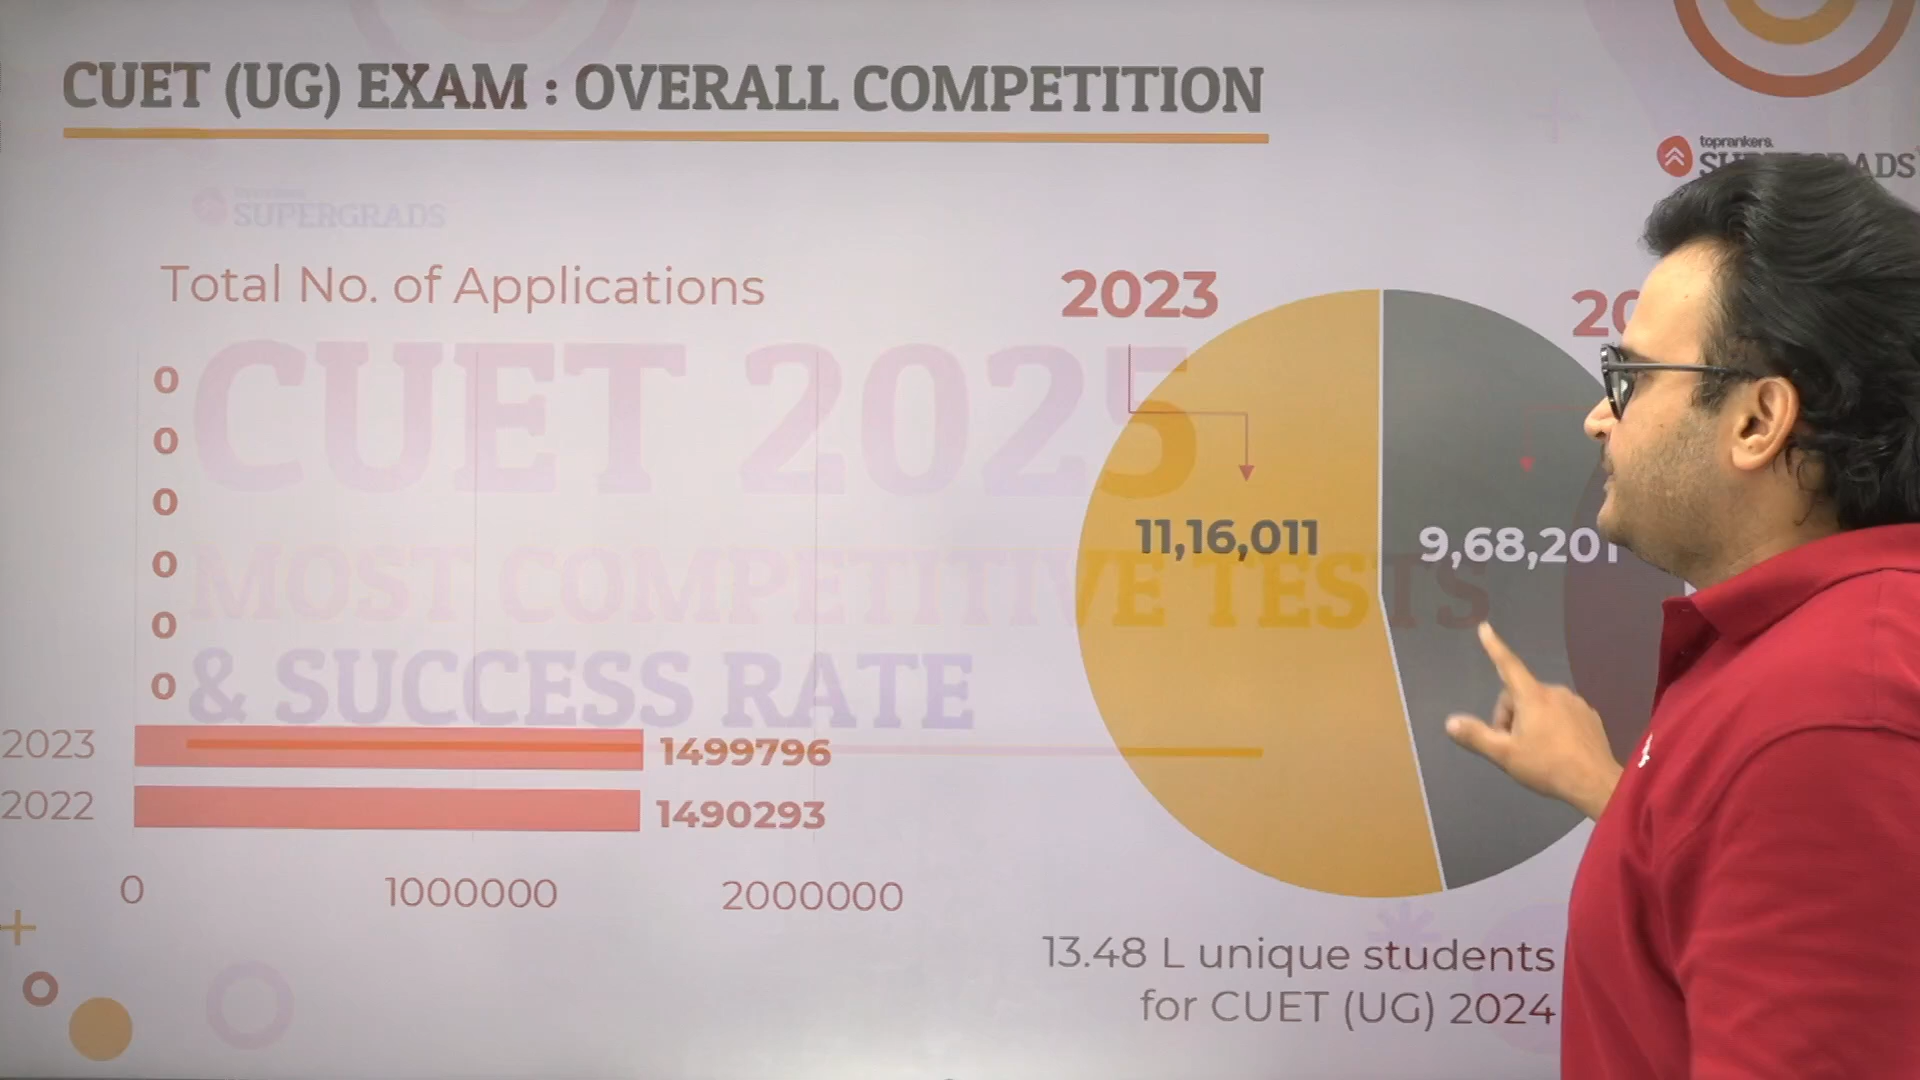 CUET (UG) EXAM : OVERALL COMPETITION
toprankers.
SUPERGRADS
Total No. of Applications
2023
CUET 2025
MOST COMPETITIVE TESTS
& SUCCESS RATE
0
0
0
0
0
0
11,16,011
9,68,201
2023
1499796
2022
1490293
0
1000000
2000000
13.48 L unique students
for CUET (UG) 2024